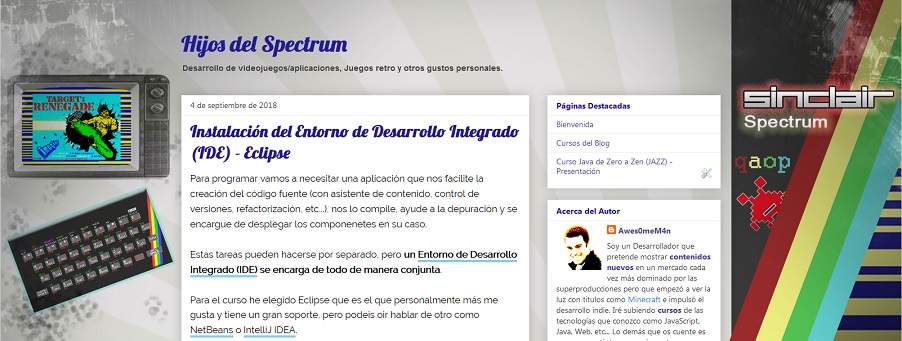 Hijos del Spectrum
Desarrollo de videojuegos/aplicaciones, Juegos retro y otros gustos personales.
TARGET;
RENEGADE
4 de septiembre de 2018
Instalación del Entorno de Desarrollo Integrado
(IDE) - Eclipse
Para programar vamos a necesitar una aplicación que nos facilite la
creación del código fuente (con asistente de contenido, control de
versiones, refactorización, etc...), nos lo compile, ayude a la depuración y se
encargue de desplegar los componenetes en su caso.
Estas tareas pueden hacerse por separado, pero un Entorno de Desarrollo
Integrado (IDE) se encarga de todo de manera conjunta.
Para el curso he elegido Eclipse que es el que personalmente más me
gusta y tiene un gran soporte, pero podeis oir hablar de otro como
NetBeans o IntelliJ IDEA.
Páginas Destacadas
Bienvenida
Cursos del Blog
Curso Java de Zero a Zen (JAZZ) -
Presentación
Acerca del Autor
Awes0meM4n
Soy un Desarrollador que
pretende mostrar contenidos
nuevos en un mercado cada
vez más dominado por las
superproducciones pero que empezó a ver la
luz con titulos como Minecraft e impulsó el
desarrollo indie. Iré subiendo cursos de las
tecnologías que conozco como JavaScript,
Java, Web, etc... Lo demás que os cuente es
sinclair
Spectrum
qaop